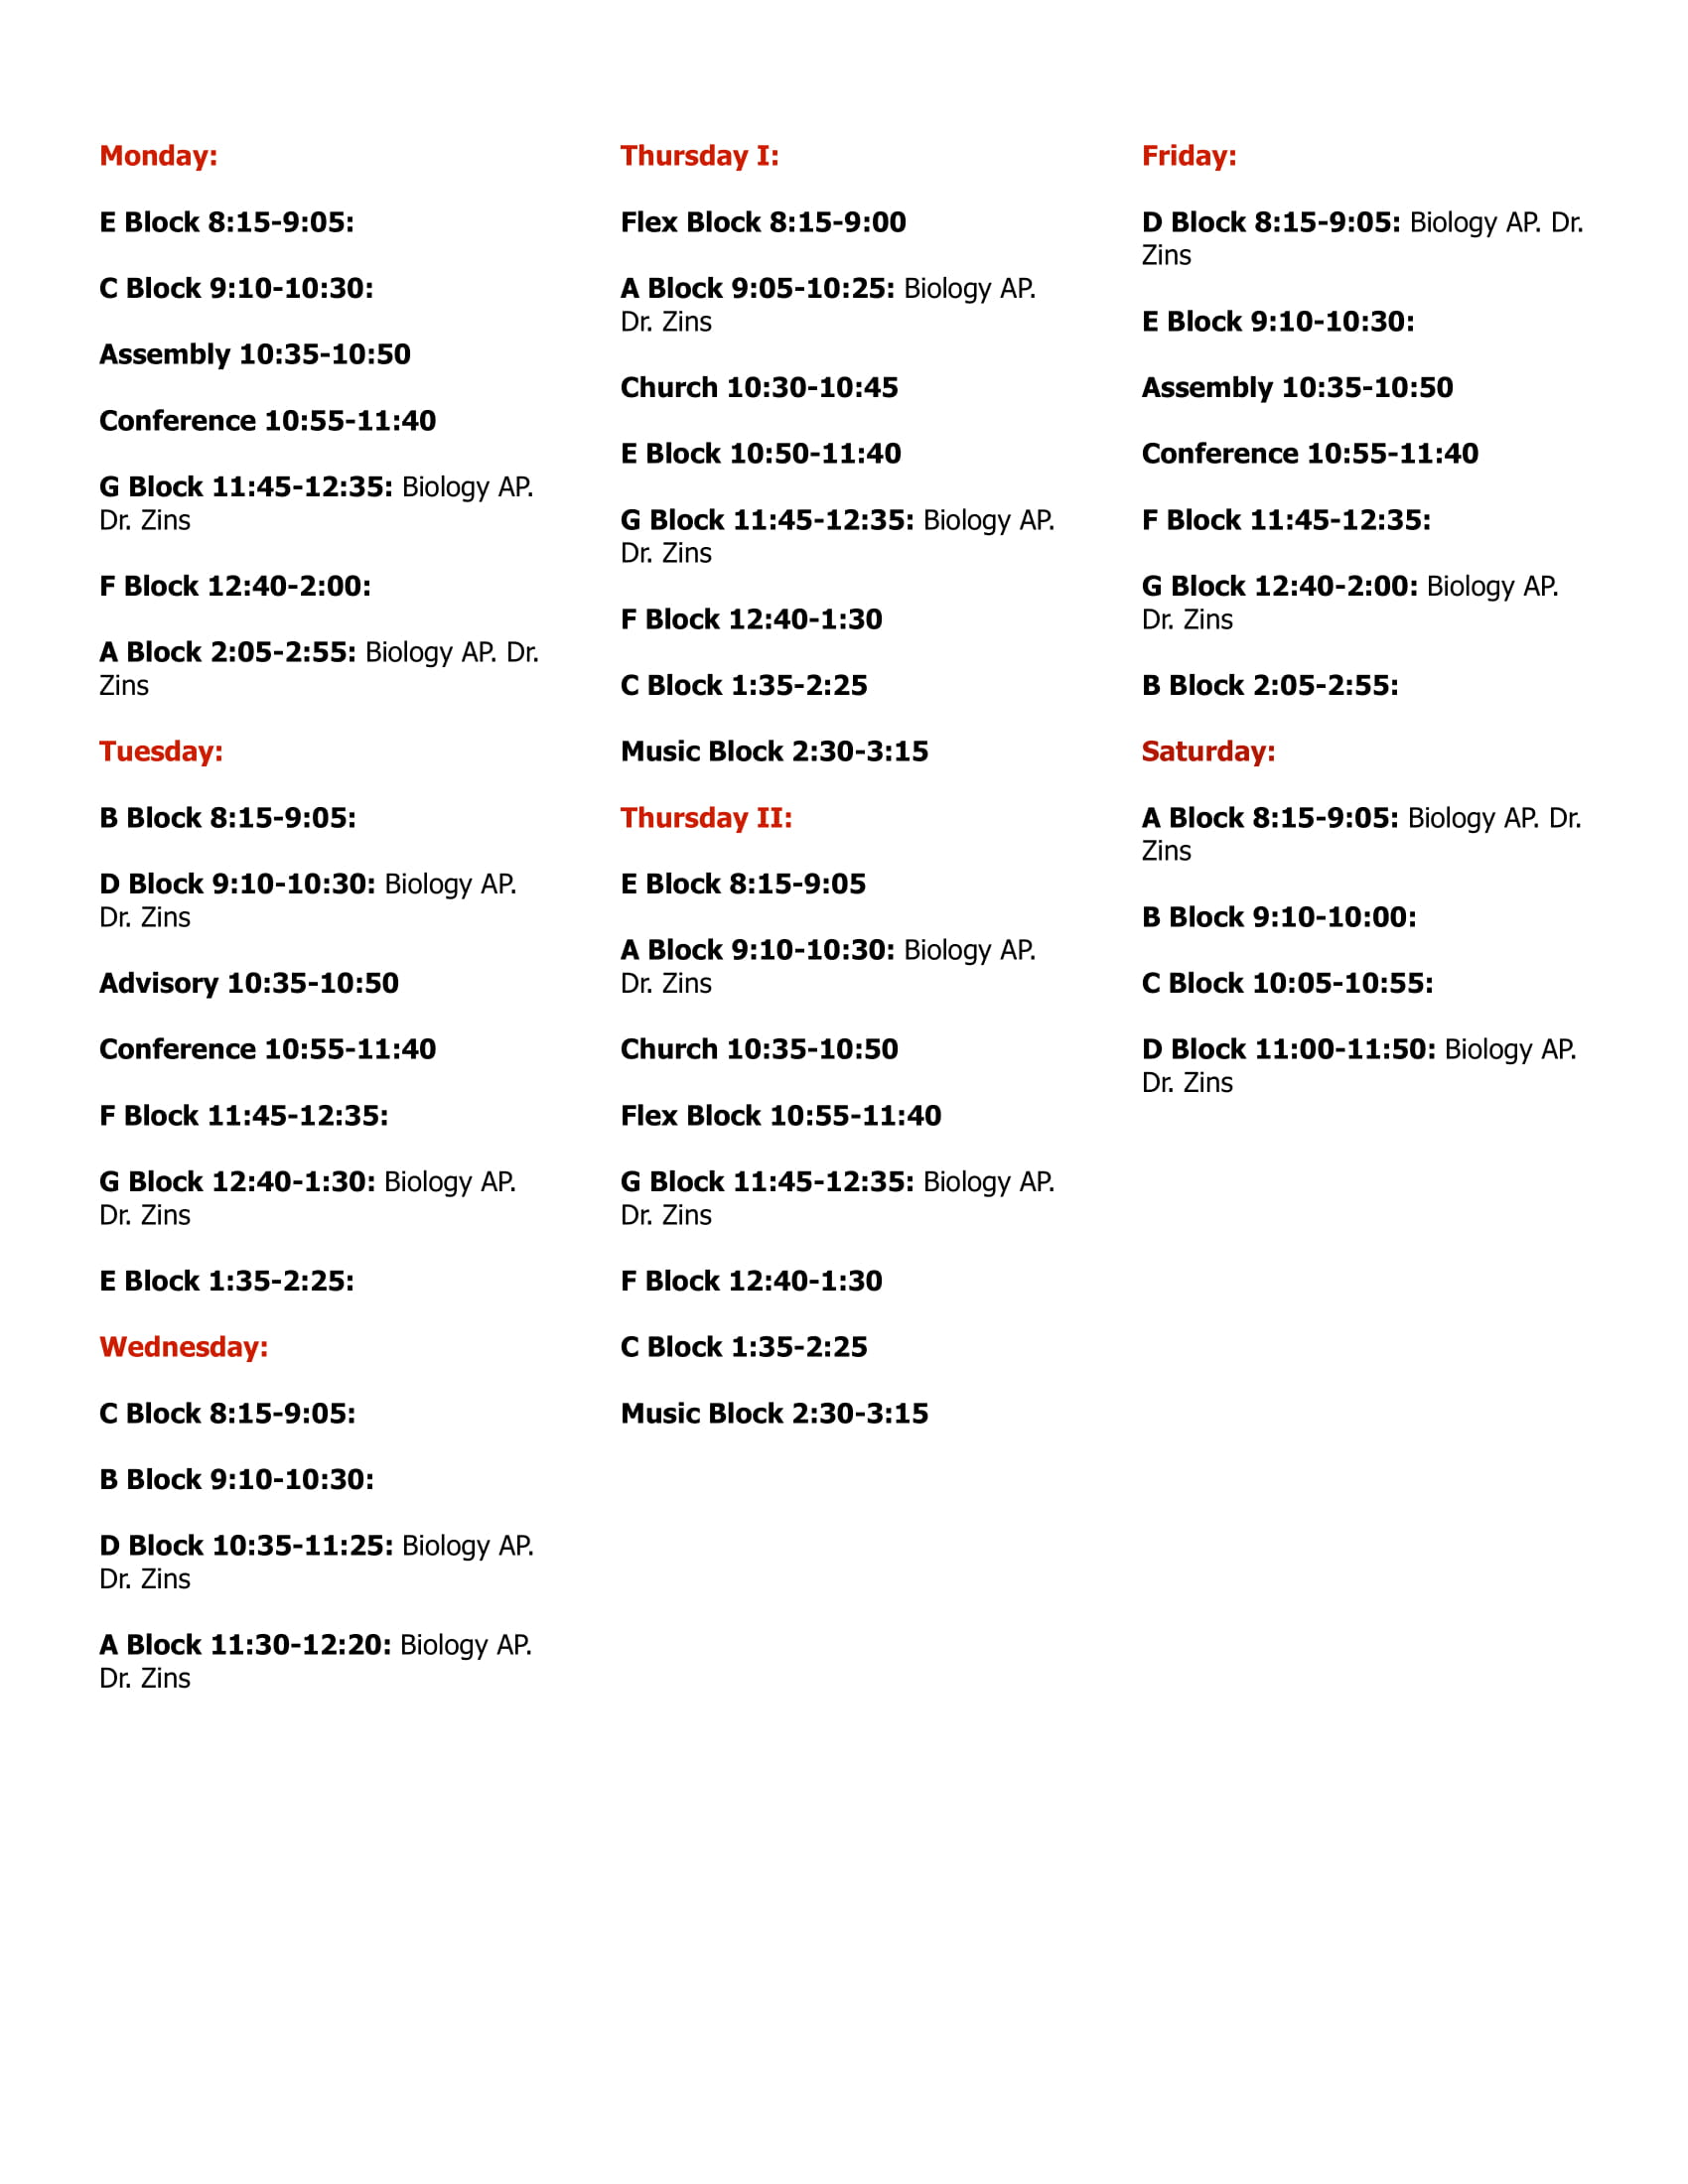 Monday:
E Block 8:15-9:05:
C Block 9:10-10:30:
Assembly 10:35-10:50
Conference 10:55-11:40
G Block 11:45-12:35: Biology AP.
Dr. Zins
F Block 12:40-2:00:
A Block 2:05-2:55: Biology AP. Dr.
Zins
Tuesday:
B Block 8:15-9:05:
D Block 9:10-10:30: Biology AP.
Dr. Zins
Advisory 10:35-10:50
Conference 10:55-11:40
F Block 11:45-12:35:
G Block 12:40-1:30: Biology AP.
Dr. Zins
E Block 1:35-2:25:
Wednesday:
C Block 8:15-9:05:
B Block 9:10-10:30:
D Block 10:35-11:25: Biology AP.
Dr. Zins
A Block 11:30-12:20: Biology AP.
Dr. Zins
Thursday I:
Flex Block 8:15-9:00
A Block 9:05-10:25: Biology AP.
Dr. Zins
Church 10:30-10:45
E Block 10:50-11:40
G Block 11:45-12:35: Biology AP.
Dr. Zins
F Block 12:40-1:30
C Block 1:35-2:25
Music Block 2:30-3:15
Thursday II:
E Block 8:15-9:05
A Block 9:10-10:30: Biology AP.
Dr. Zins
Church 10:35-10:50
Flex Block 10:55-11:40
G Block 11:45-12:35: Biology AP.
Dr. Zins
F Block 12:40-1:30
C Block 1:35-2:25
Music Block 2:30-3:15
Friday:
D Block 8:15-9:05: Biology AP. Dr.
Zins
E Block 9:10-10:30:
Assembly 10:35-10:50
Conference 10:55-11:40
F Block 11:45-12:35:
G Block 12:40-2:00: Biology AP.
Dr. Zins
B Block 2:05-2:55:
Saturday:
A Block 8:15-9:05: Biology AP. Dr.
Zins
B Block 9:10-10:00:
C Block 10:05-10:55:
D Block 11:00-11:50: Biology AP.
Dr. Zins